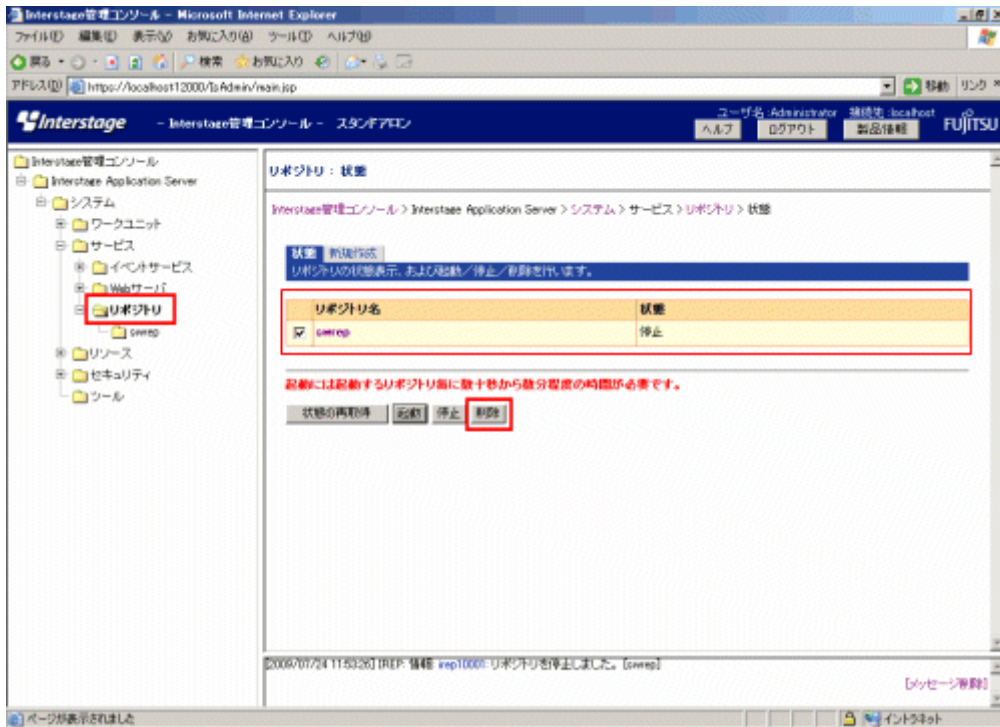 Interstage管理コンソール - Microsoft Internet Explorer
ファイル(F) 編集(E) 表示(V) お気に入り(A) ツール(T) ヘルプ(H)
戻る 検索 お気に入り
アドレス(D) https://localhost:12000/IsAdmin/main.jsp 移動 リンク
Interstage - Interstage管理コンソール - スタンドアロン ユーザ名:Administrator 接続先:localhost
ヘルプ ログアウト 製品情報 FUJITSU
Interstage管理コンソール
Interstage Application Server
システム
ワークユニット
サービス
イベントサービス
Webサーバ
リポジトリ
swrep
リソース
セキュリティ
ツール
リポジトリ : 状態
Interstage管理コンソール > Interstage Application Server > システム > サービス > リポジトリ > 状態
状態 新規作成
リポジトリの状態表示、および起動/停止/削除を行います。
リポジトリ名 状態
swrep 停止
起動には起動するリポジトリ毎に数十秒から数分程度の時間が必要です。
状態の再取得 起動 停止 削除
[2009/07/24 11:53:26] IREP: 情報: irep10001: リポジトリを停止しました。 [swrep]
[メッセージ削除]
ページが表示されました イントラネット